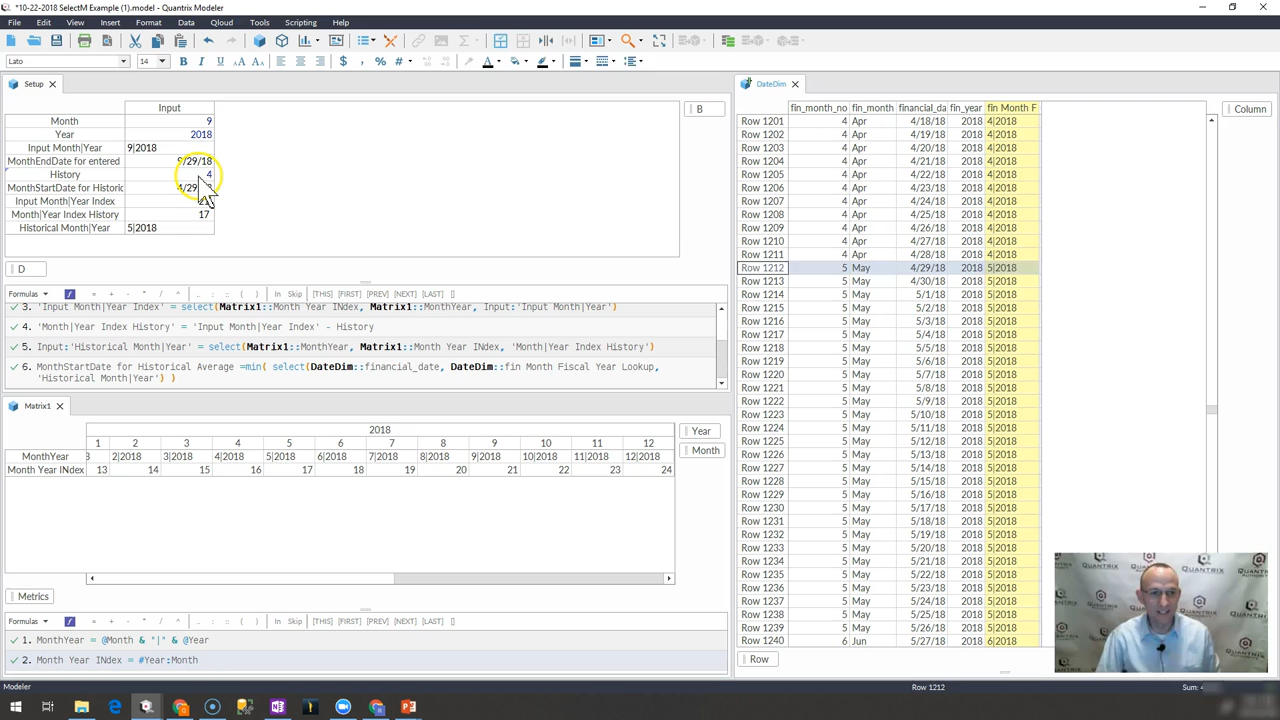 *10-22-2018 SelectM Example (1).model - Quantrix Modeler
File Edit View Insert Format Data Qloud Tools Scripting Help
Lato 14
Setup
Input
Month 9
Year 2018
Input Month|Year 9|2018
MonthEndDate for entered 9/29/18
History 4
MonthStartDate for Historic
Input Month|Year Index
Month|Year Index History 17
Historical Month|Year 5|2018
B
D
Formulas In Skip [THIS] [FIRST] [PREV] [NEXT] [LAST] []
3. 'Input Month|Year Index' = select(Matrix1::Month Year INdex, Matrix1::MonthYear, Input:'Input Month|Year')
4. 'Month|Year Index History' = 'Input Month|Year Index' - History
5. Input:'Historical Month|Year' = select(Matrix1::MonthYear, Matrix1::Month Year INdex, 'Month|Year Index History')
6. MonthStartDate for Historical Average =min( select(DateDim::financial_date, DateDim::fin Month Fiscal Year Lookup,
'Historical Month|Year') )
Matrix1
2018
1 2 3 4 5 6 7 8 9 10 11 12
MonthYear 2|2018 3|2018 4|2018 5|2018 6|2018 7|2018 8|2018 9|2018 10|2018 11|2018 12|2018
Month Year INdex 13 14 15 16 17 18 19 20 21 22 23 24
Year
Month
Metrics
Formulas In Skip [THIS] [FIRST] [PREV] [NEXT] [LAST] []
1. MonthYear = @Month & "|" & @Year
2. Month Year INdex = #Year:Month
DateDim
fin_month_no fin_month financial_da fin_year fin Month F
Row 1201 4 Apr 4/18/18 2018 4|2018
Row 1202 4 Apr 4/19/18 2018 4|2018
Row 1203 4 Apr 4/20/18 2018 4|2018
Row 1204 4 Apr 4/21/18 2018 4|2018
Row 1205 4 Apr 4/22/18 2018 4|2018
Row 1206 4 Apr 4/23/18 2018 4|2018
Row 1207 4 Apr 4/24/18 2018 4|2018
Row 1208 4 Apr 4/25/18 2018 4|2018
Row 1209 4 Apr 4/26/18 2018 4|2018
Row 1210 4 Apr 4/27/18 2018 4|2018
Row 1211 4 Apr 4/28/18 2018 4|2018
Row 1212 5 May 4/29/18 2018 5|2018
Row 1213 5 May 4/30/18 2018 5|2018
Row 1214 5 May 5/1/18 2018 5|2018
Row 1215 5 May 5/2/18 2018 5|2018
Row 1216 5 May 5/3/18 2018 5|2018
Row 1217 5 May 5/4/18 2018 5|2018
Row 1218 5 May 5/5/18 2018 5|2018
Row 1219 5 May 5/6/18 2018 5|2018
Row 1220 5 May 5/7/18 2018 5|2018
Row 1221 5 May 5/8/18 2018 5|2018
Row 1222 5 May 5/9/18 2018 5|2018
Row 1223 5 May 5/10/18 2018 5|2018
Row 1224 5 May 5/11/18 2018 5|2018
Row 1225 5 May 5/12/18 2018 5|2018
Row 1226 5 May 5/13/18 2018 5|2018
Row 1227 5 May 5/14/18 2018 5|2018
Row 1228 5 May 5/15/18 2018 5|2018
Row 1229 5 May 5/16/18 2018 5|2018
Row 1230 5 May 5/17/18 2018 5|2018
Row 1231 5 May 5/18/18 2018 5|2018
Row 1232 5 May 5/19/18 2018 5|2018
Row 1233 5 May 5/20/18 2018 5|2018
Row 1234 5 May 5/21/18 2018 5|2018
Row 1235 5 May 5/22/18 2018 5|2018
Row 1236 5 May 5/23/18 2018 5|2018
Row 1237 5 May 5/24/18 2018 5|2018
Row 1238 5 May 5/25/18 2018 5|2018
Row 1239 5 May 5/26/18 2018 5|2018
Row 1240 6 Jun 5/27/18 2018 6|2018
Column
Row
QUANTRIX
Modeler Row 1212 Sum: